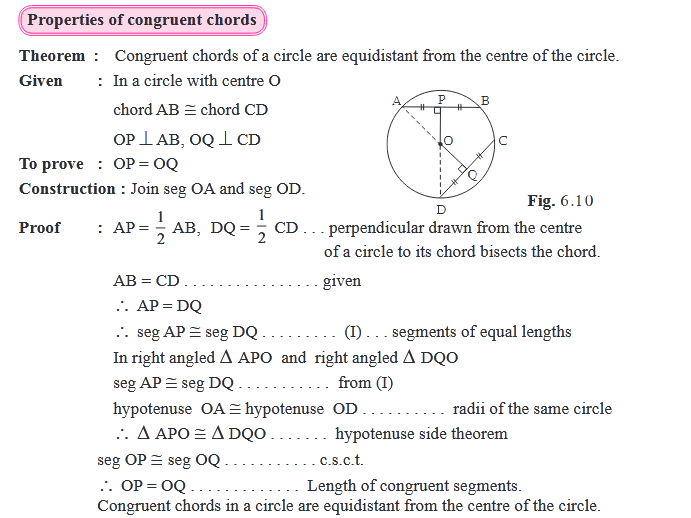 Properties of congruent chords
Theorem : Congruent chords of a circle are equidistant from the centre of the circle.
Given : In a circle with centre O
chord AB ≅ chord CD
OP ⊥ AB, OQ ⊥ CD
To prove : OP = OQ
Construction : Join seg OA and seg OD.
A P B
O C
Q
D
Fig. 6.10
Proof : AP = 1/2 AB, DQ = 1/2 CD . . . perpendicular drawn from the centre
of a circle to its chord bisects the chord.
AB = CD . . . . . . . . . . . . . . . . given
∴ AP = DQ
∴ seg AP ≅ seg DQ . . . . . . . . . (I) . . . segments of equal lengths
In right angled Δ APO and right angled Δ DQO
seg AP ≅ seg DQ . . . . . . . . . . . from (I)
hypotenuse OA ≅ hypotenuse OD . . . . . . . . . . radii of the same circle
∴ Δ APO ≅ Δ DQO . . . . . . . hypotenuse side theorem
seg OP ≅ seg OQ . . . . . . . . . . . c.s.c.t.
∴ OP = OQ . . . . . . . . . . . . . Length of congruent segments.
Congruent chords in a circle are equidistant from the centre of the circle.